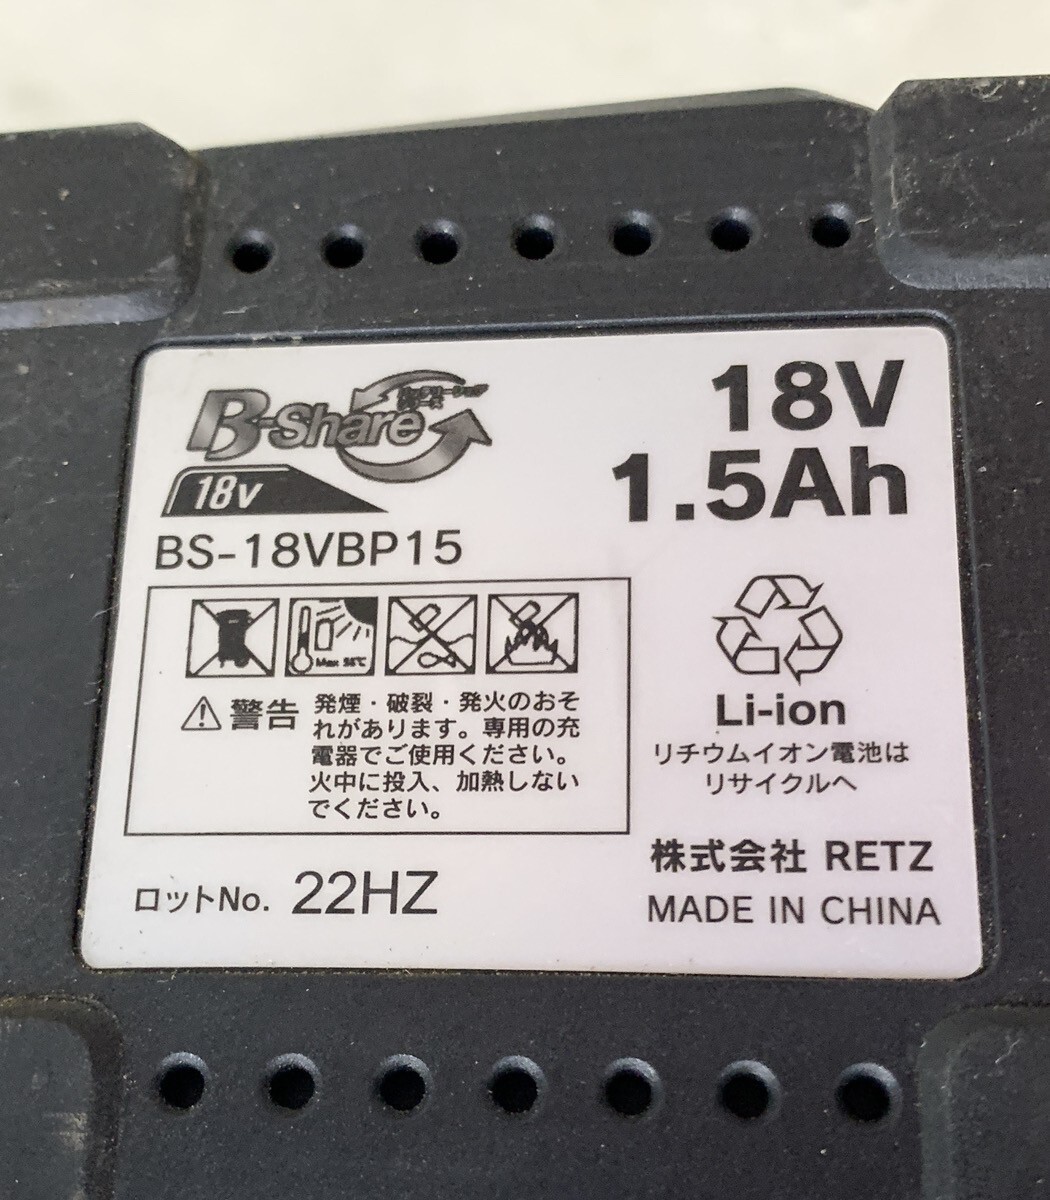 B-Share
18v
BS-18VBP15
18V
1.5Ah
警告
発煙・破裂・発火のおそ
れがあります。専用の充
電器でご使用ください。
火中に投入、加熱しない
でください。
Li-ion
リチウムイオン電池は
リサイクルへ
ロットNo. 22HZ
株式会社 RETZ
MADE IN CHINA